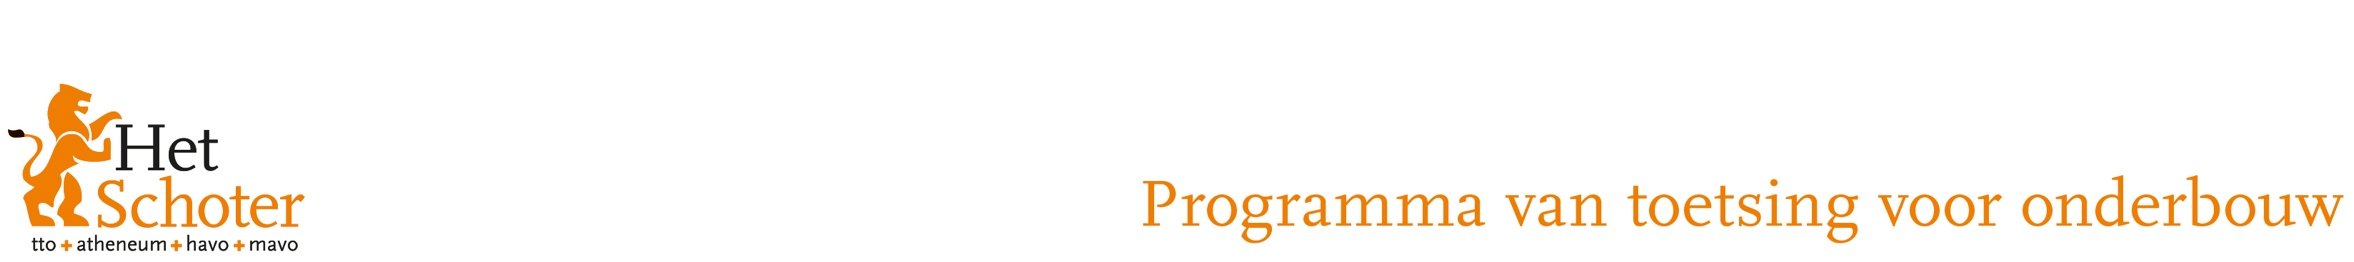 Het
Schoter
tto + atheneum + havo + mavo
Programma van toetsing voor onderbouw